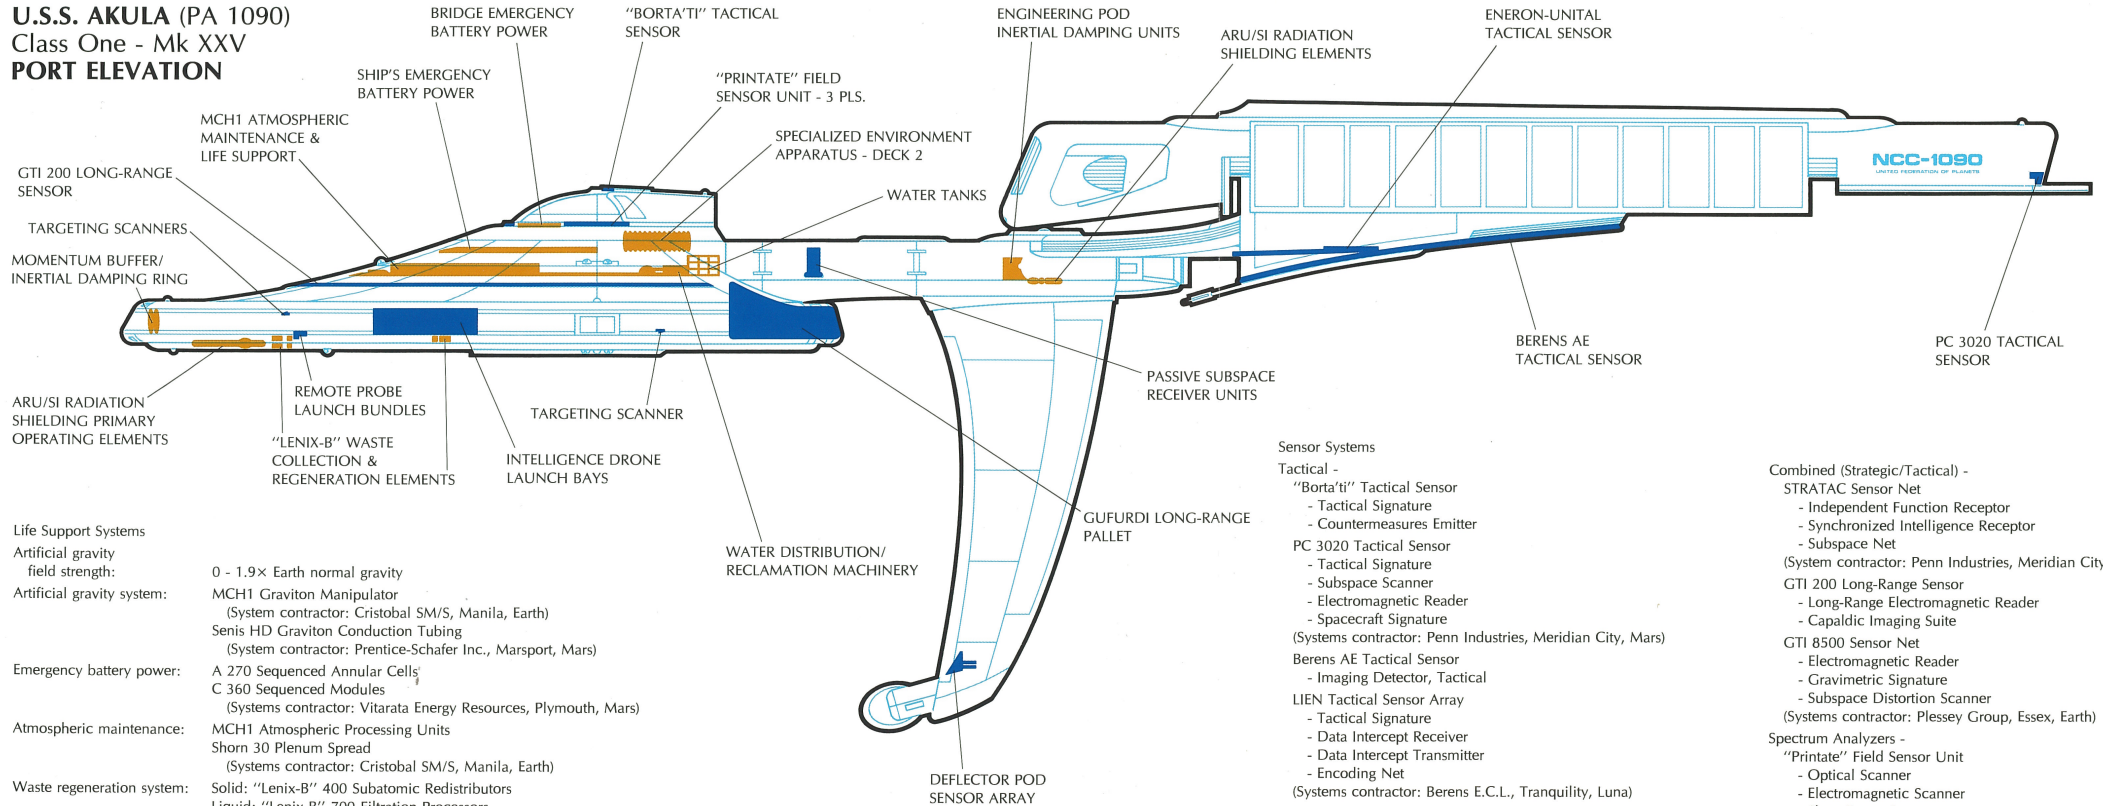 U.S.S. AKULA (PA 1090)
Class One - Mk XXV
PORT ELEVATION
BRIDGE EMERGENCY
BATTERY POWER
"BORTA'TI" TACTICAL
SENSOR
ENGINEERING POD
INERTIAL DAMPING UNITS
ARU/SI RADIATION
SHIELDING ELEMENTS
ENERON-UNITAL
TACTICAL SENSOR
SHIP'S EMERGENCY
BATTERY POWER
"PRINTATE" FIELD
SENSOR UNIT - 3 PLS.
MCH1 ATMOSPHERIC
MAINTENANCE &
LIFE SUPPORT
SPECIALIZED ENVIRONMENT
APPARATUS - DECK 2
GTI 200 LONG-RANGE
SENSOR
WATER TANKS
TARGETING SCANNERS
MOMENTUM BUFFER/
INERTIAL DAMPING RING
NCC-1090
UNITED FEDERATION OF PLANETS
BERENS AE
TACTICAL SENSOR
PC 3020 TACTICAL
SENSOR
PASSIVE SUBSPACE
RECEIVER UNITS
ARU/SI RADIATION
SHIELDING PRIMARY
OPERATING ELEMENTS
REMOTE PROBE
LAUNCH BUNDLES
TARGETING SCANNER
"LENIX-B" WASTE
COLLECTION &
REGENERATION ELEMENTS
INTELLIGENCE DRONE
LAUNCH BAYS
GUFURDI LONG-RANGE
PALLET
WATER DISTRIBUTION/
RECLAMATION MACHINERY
DEFLECTOR POD
SENSOR ARRAY
Life Support Systems
Artificial gravity
field strength: 0 - 1.9× Earth normal gravity
Artificial gravity system: MCH1 Graviton Manipulator
(System contractor: Cristobal SM/S, Manila, Earth)
Senis HD Graviton Conduction Tubing
(System contractor: Prentice-Schafer Inc., Marsport, Mars)
Emergency battery power: A 270 Sequenced Annular Cells
C 360 Sequenced Modules
(Systems contractor: Vitarata Energy Resources, Plymouth, Mars)
Atmospheric maintenance: MCH1 Atmospheric Processing Units
Shorn 30 Plenum Spread
(Systems contractor: Cristobal SM/S, Manila, Earth)
Waste regeneration system: Solid: "Lenix-B" 400 Subatomic Redistributors
Liquid: "Lenix-B" 700 Filtration Processors
Sensor Systems
Tactical -
"Borta'ti" Tactical Sensor
- Tactical Signature
- Countermeasures Emitter
PC 3020 Tactical Sensor
- Tactical Signature
- Subspace Scanner
- Electromagnetic Reader
- Spacecraft Signature
(Systems contractor: Penn Industries, Meridian City, Mars)
Berens AE Tactical Sensor
- Imaging Detector, Tactical
LIEN Tactical Sensor Array
- Tactical Signature
- Data Intercept Receiver
- Data Intercept Transmitter
- Encoding Net
(Systems contractor: Berens E.C.L., Tranquility, Luna)
Combined (Strategic/Tactical) -
STRATAC Sensor Net
- Independent Function Receptor
- Synchronized Intelligence Receptor
- Subspace Net
(System contractor: Penn Industries, Meridian City
GTI 200 Long-Range Sensor
- Long-Range Electromagnetic Reader
- Capaldic Imaging Suite
GTI 8500 Sensor Net
- Electromagnetic Reader
- Gravimetric Signature
- Subspace Distortion Scanner
(Systems contractor: Plessey Group, Essex, Earth)
Spectrum Analyzers -
"Printate" Field Sensor Unit
- Optical Scanner
- Electromagnetic Scanner